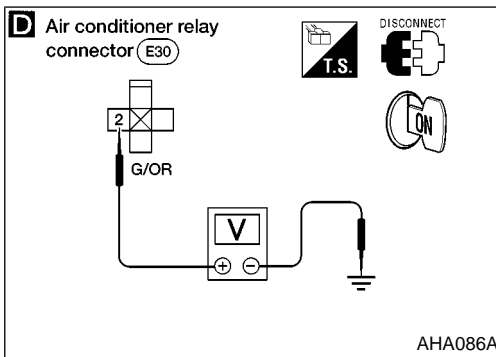 D Air conditioner relay
connector E30
T.S.
DISCONNECT
ON
2
G/OR
V
+ −
AHA086A